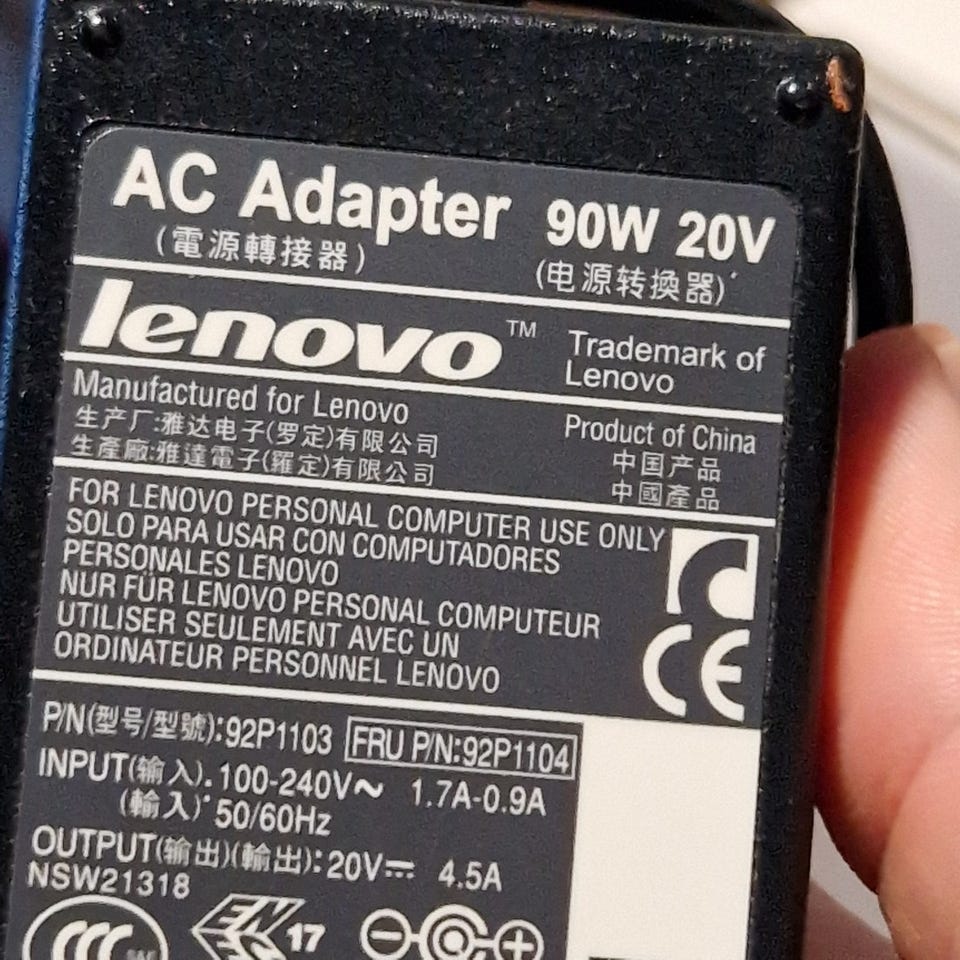 AC Adapter 90W 20V
(電源轉接器) (电源转换器)
lenovo™ Trademark of
Lenovo
Manufactured for Lenovo
生产厂:雅达电子(罗定)有限公司
生產廠:雅達電子(羅定)有限公司
Product of China
中国产品
中國產品
FOR LENOVO PERSONAL COMPUTER USE ONLY
SOLO PARA USAR CON COMPUTADORES
PERSONALES LENOVO
NUR FÜR LENOVO PERSONAL COMPUTEUR
UTILISER SEULEMENT AVEC UN
ORDINATEUR PERSONNEL LENOVO
CE
P/N(型号/型號):92P1103 FRU P/N:92P1104
INPUT(输入). 100-240V~ 1.7A-0.9A
(輸入)˙ 50/60Hz
OUTPUT(输出)(輸出):20V⎓ 4.5A
NSW21318
CCC 17